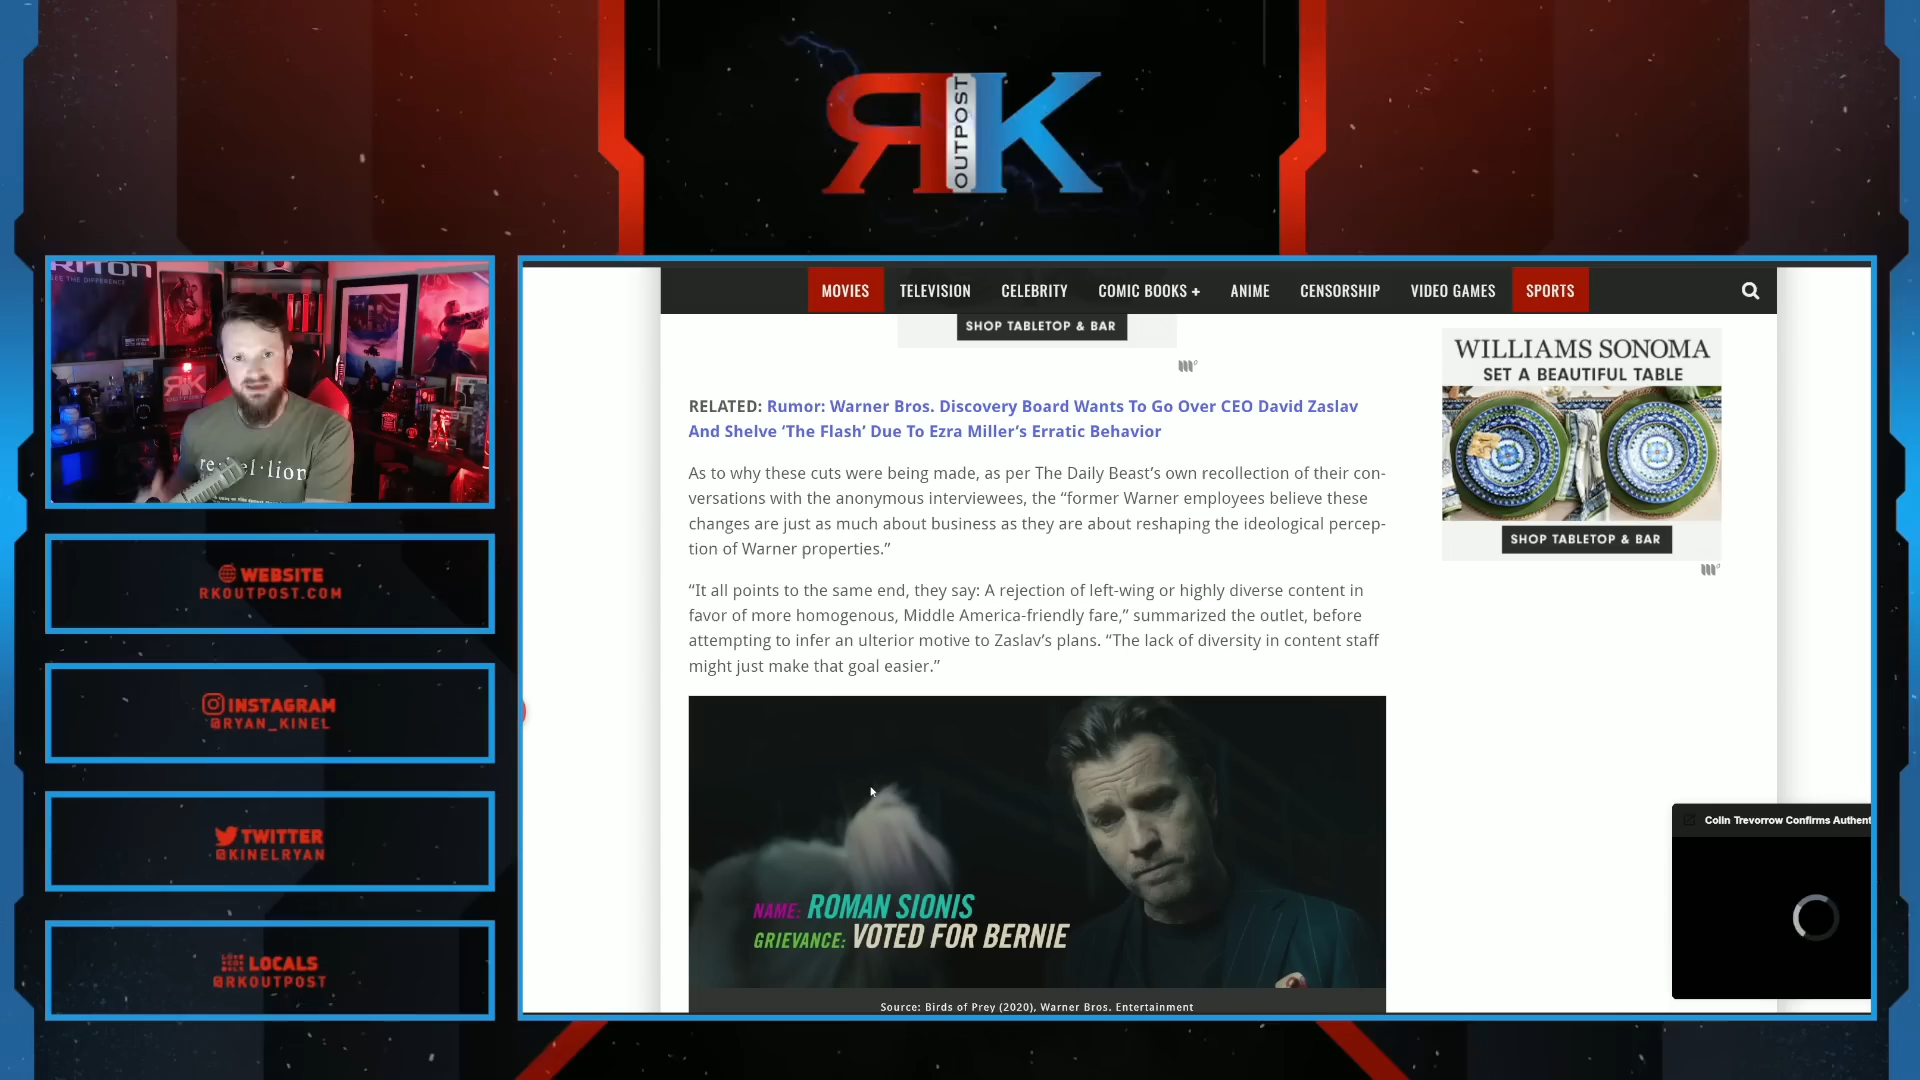 RK
OUTPOST
RITON
SEE THE DIFFERENCE
RK
OUTPOST
re·bel·lion
WEBSITE
RKOUTPOST.COM
INSTAGRAM
@RYAN_KINEL
TWITTER
@KINELRYAN
LOCALS
@RKOUTPOST
MOVIES TELEVISION CELEBRITY COMIC BOOKS + ANIME CENSORSHIP VIDEO GAMES SPORTS
SHOP TABLETOP & BAR
RELATED: Rumor: Warner Bros. Discovery Board Wants To Go Over CEO David Zaslav
And Shelve ‘The Flash’ Due To Ezra Miller’s Erratic Behavior
As to why these cuts were being made, as per The Daily Beast’s own recollection of their con-
versations with the anonymous interviewees, the “former Warner employees believe these
changes are just as much about business as they are about reshaping the ideological percep-
tion of Warner properties.”
“It all points to the same end, they say: A rejection of left-wing or highly diverse content in
favor of more homogenous, Middle America-friendly fare,” summarized the outlet, before
attempting to infer an ulterior motive to Zaslav’s plans. “The lack of diversity in content staff
might just make that goal easier.”
NAME: ROMAN SIONIS
GRIEVANCE: VOTED FOR BERNIE
Source: Birds of Prey (2020), Warner Bros. Entertainment
WILLIAMS SONOMA
SET A BEAUTIFUL TABLE
SHOP TABLETOP & BAR
Colin Trevorrow Confirms Authent